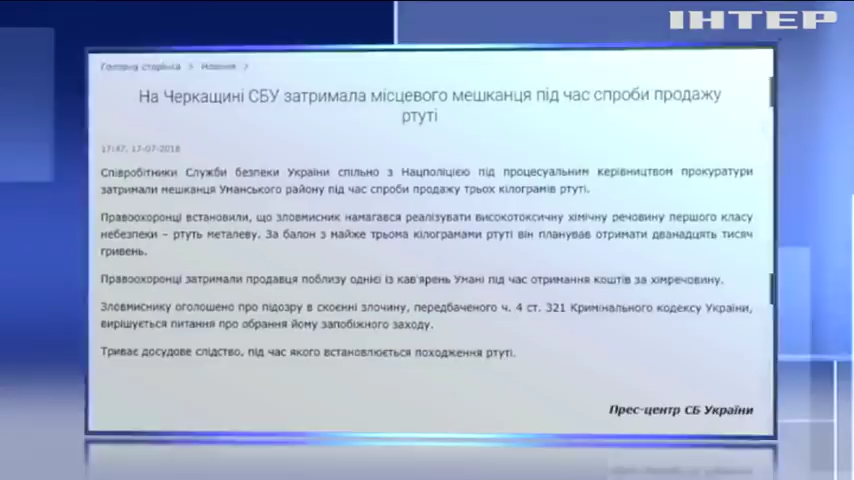 ІНТЕР
Головна сторінка > Новини >
На Черкащині СБУ затримала місцевого мешканця під час спроби продажу
ртуті
17:47, 17-07-2018
Співробітники Служби безпеки України спільно з Нацполіцією під процесуальним керівництвом прокуратури
затримали мешканця Уманського району під час спроби продажу трьох кілограмів ртуті.
Правоохоронці встановили, що зловмисник намагався реалізувати високотоксичну хімічну речовину першого класу
небезпеки – ртуть металеву. За балон з майже трьома кілограмами ртуті він планував отримати дванадцять тисяч
гривень.
Правоохоронці затримали продавця поблизу однієї із кав'ярень Умані під час отримання коштів за хімречовину.
Зловмиснику оголошено про підозру в скоєнні злочину, передбаченого ч. 4 ст. 321 Кримінального кодексу України,
вирішується питання про обрання йому запобіжного заходу.
Триває досудове слідство, під час якого встановлюється походження ртуті.
Прес-центр СБ України